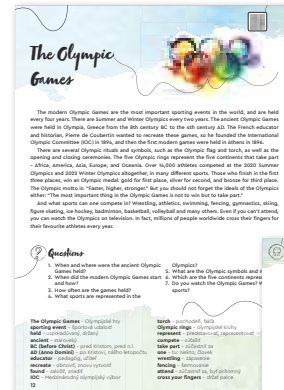 The Olympic
Games
The modern Olympic Games are the most important sporting events in the world, and are held
every four years. There are Summer and Winter Olympics every two years. The ancient Olympic Games
were held in Olympia, Greece from the 8th century BC to the 4th century AD. The French educator
and historian, Pierre de Coubertin wanted to recreate these games, so he founded the International
Olympic Committee (IOC) in 1894, and then the first modern games were held in Athens in 1896.
There are several Olympic rituals and symbols, such as the Olympic flag and torch, as well as the
opening and closing ceremonies. The five Olympic rings represent the five continents that take part
– Africa, America, Asia, Europe, and Oceania. Over 14,000 athletes competed at the 2020 Summer
Olympics and 2022 Winter Olympics altogether, in many different sports. Those who finish in the first
three places, win an Olympic medal: gold for first place, silver for second, and bronze for third place.
The Olympic motto is: "Faster, higher, stronger." But you should not forget the ideals of the Olympics
either: "The most important thing in the Olympic Games is not to win but to take part."
And what sports can one compete in? Wrestling, athletics, swimming, fencing, gymnastics, skiing,
figure skating, ice hockey, badminton, basketball, volleyball and many others. Even if you can't attend,
you can watch the Olympics on television. In fact, millions of people worldwide cross their fingers for
their favourite athletes every year.
Questions
1. When and where were the ancient Olympic
Games held?
2. When did the modern Olympic Games start
and how?
3. How often are the games held?
4. What sports are represented in the
Olympics?
5. What are the Olympic symbols and
6. Which are the five continents
7. Do you watch the Olympic Games?
sports?
The Olympic Games – Olympijské hry
sporting event – športová udalosť
held – usporiadávaný, držaný
ancient – staroveký
BC (Before Christ) – pred Kristom, pred n.l.
AD (Anno Domini) – po Kristovi, nášho letopočtu
educator – pedagóg, učiteľ
recreate – obnoviť, znovu vytvoriť
found – založiť, zriadiť
IOC – Medzinárodný olympijský výbor
torch – pochodeň, fakľa
Olympic rings – olympijské kruhy
represent – predstavovať, reprezentovať
compete – súťažiť
take part – zúčastniť sa
one – tu: niekto, človek
wrestling – zápasenie
fencing – šermovanie
attend – zúčastniť sa, byť prítomný
cross your fingers – držať palce
12